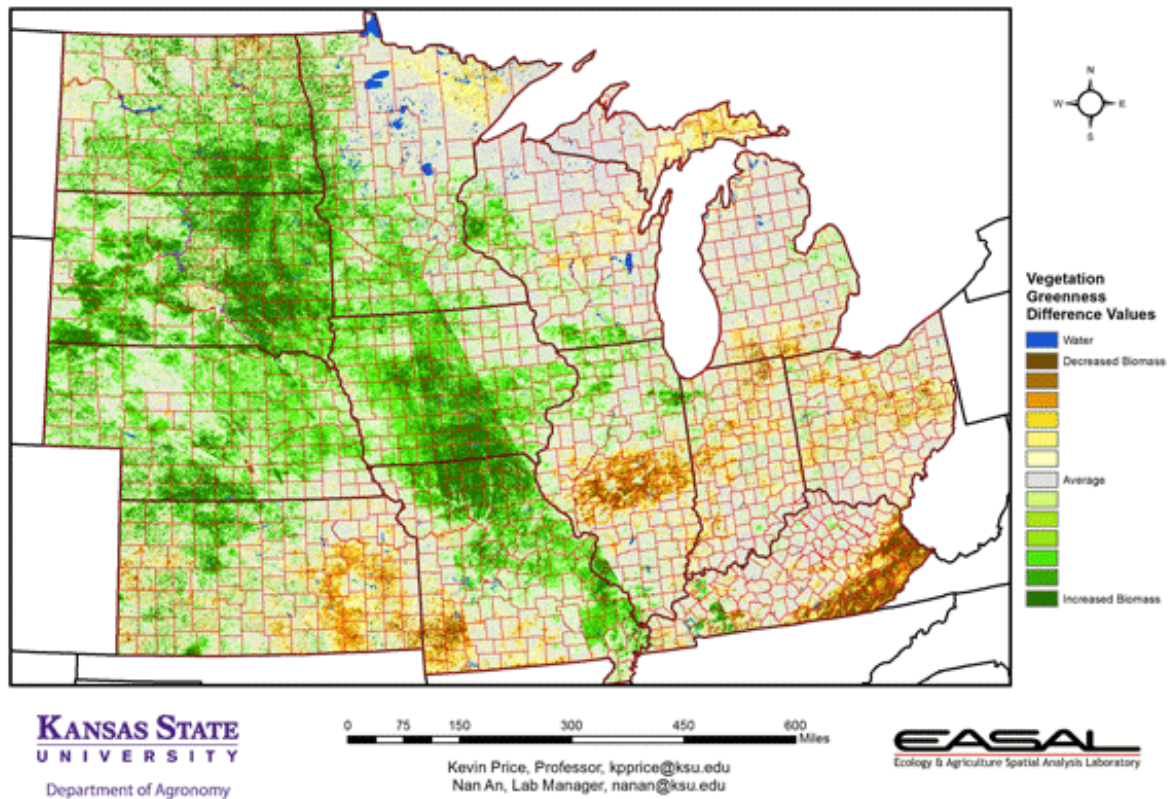 N
W
E
S
Vegetation
Greenness
Difference Values
Water
Decreased Biomass
Average
Increased Biomass
KANSAS STATE
UNIVERSITY
Department of Agronomy
0 75 150 300 450 600
Miles
Kevin Price, Professor, kpprice@ksu.edu
Nan An, Lab Manager, nanan@ksu.edu
EASAL
Ecology & Agriculture Spatial Analysis Laboratory